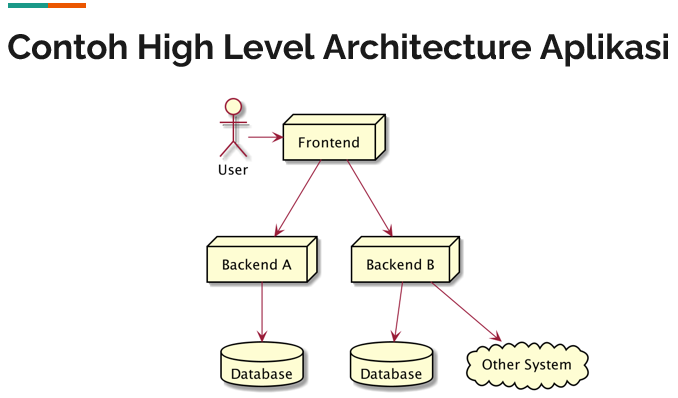 Contoh High Level Architecture Aplikasi
Frontend
User
Backend A
Backend B
Database
Database
Other System